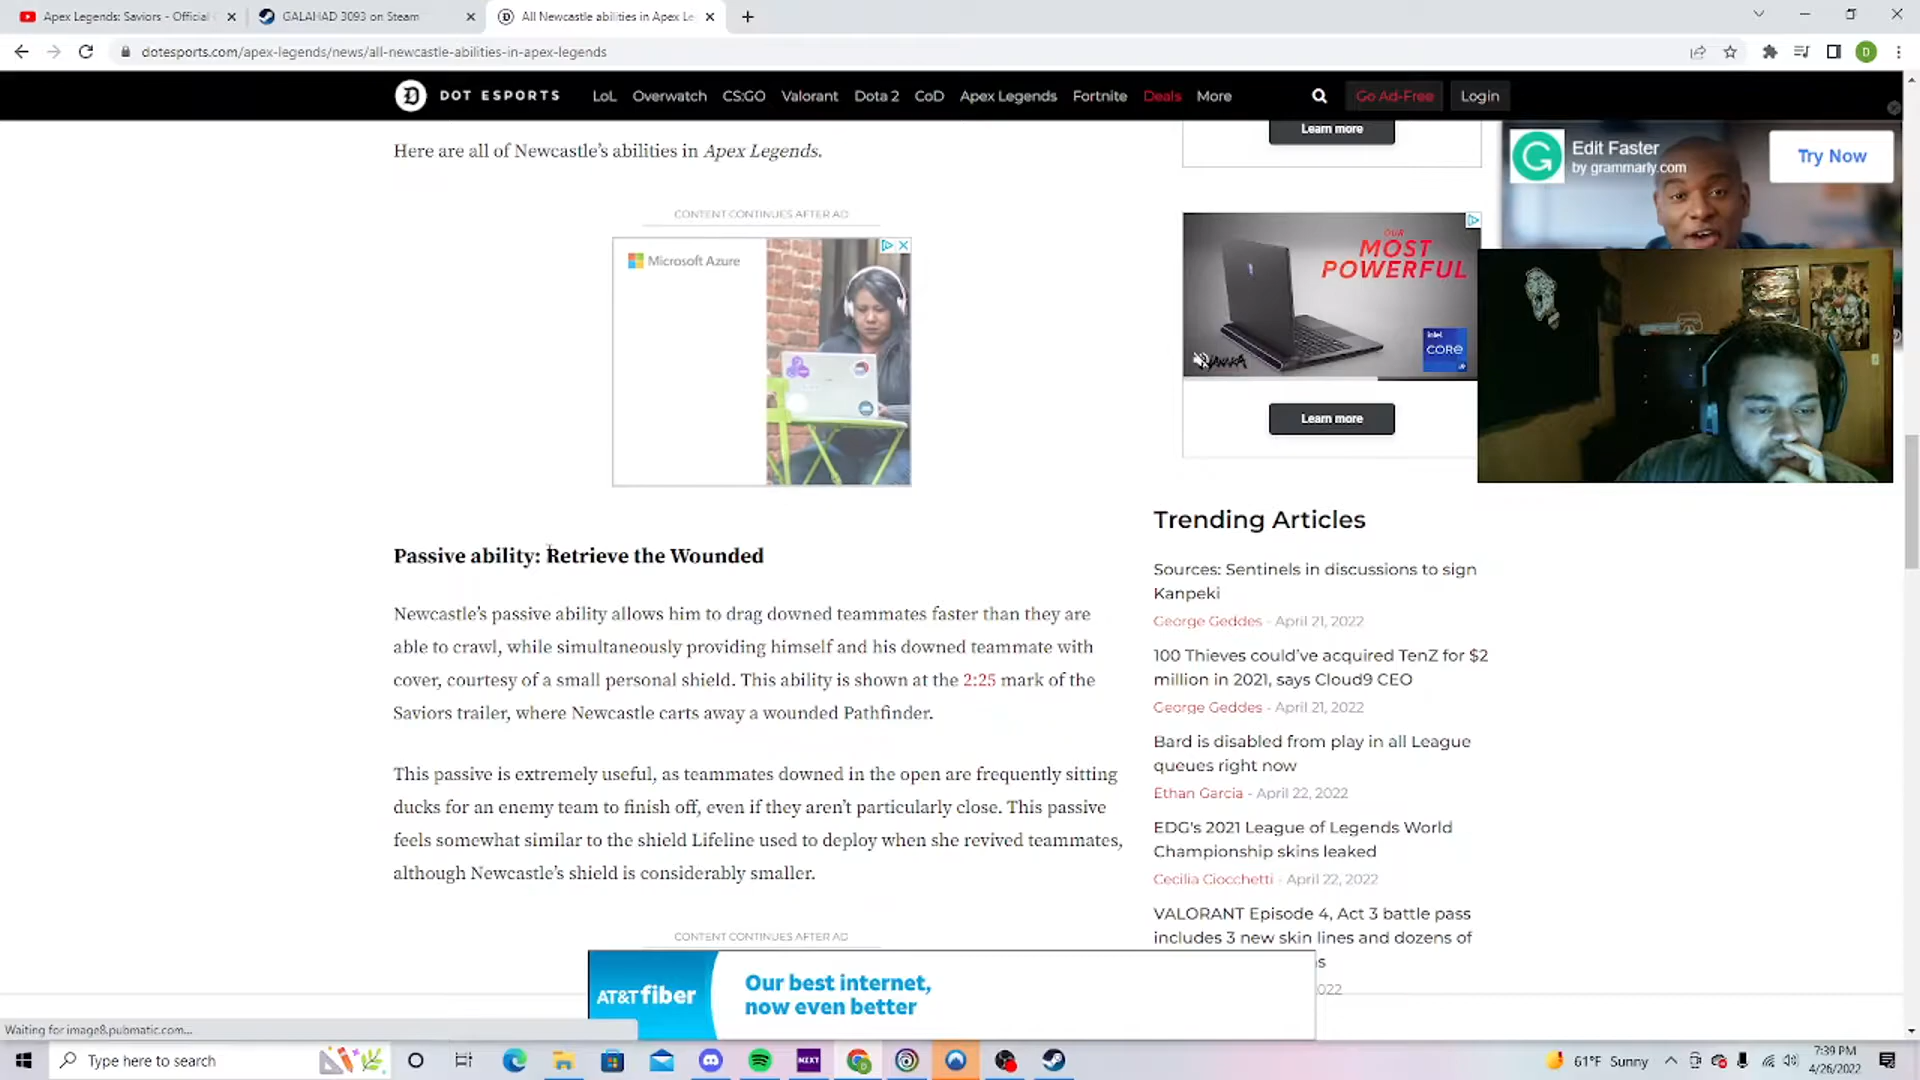 Apex Legends: Saviors - Official
GALAHAD 3093 on Steam
All Newcastle abilities in Apex Le
dotesports.com/apex-legends/news/all-newcastle-abilities-in-apex-legends
D
DOT ESPORTS
LoL Overwatch CS:GO Valorant Dota 2 CoD Apex Legends Fortnite Deals More
Go Ad-Free
Login
Here are all of Newcastle's abilities in Apex Legends.
CONTENT CONTINUES AFTER AD
Microsoft Azure
Passive ability: Retrieve the Wounded
Newcastle's passive ability allows him to drag downed teammates faster than they are
able to crawl, while simultaneously providing himself and his downed teammate with
cover, courtesy of a small personal shield. This ability is shown at the 2:25 mark of the
Saviors trailer, where Newcastle carts away a wounded Pathfinder.
This passive is extremely useful, as teammates downed in the open are frequently sitting
ducks for an enemy team to finish off, even if they aren't particularly close. This passive
feels somewhat similar to the shield Lifeline used to deploy when she revived teammates,
although Newcastle's shield is considerably smaller.
CONTENT CONTINUES AFTER AD
Learn more
OUR
MOST
POWERFUL
intel
CORE
i9
Learn more
Edit Faster
by grammarly.com
Try Now
Trending Articles
Sources: Sentinels in discussions to sign
Kanpeki
George Geddes - April 21, 2022
100 Thieves could've acquired TenZ for $2
million in 2021, says Cloud9 CEO
George Geddes - April 21, 2022
Bard is disabled from play in all League
queues right now
Ethan Garcia - April 22, 2022
EDG's 2021 League of Legends World
Championship skins leaked
Cecilia Ciocchetti - April 22, 2022
VALORANT Episode 4, Act 3 battle pass
includes 3 new skin lines and dozens of
022
AT&T fiber
Our best internet,
now even better
Waiting for image8.pubmatic.com...
Type here to search
NEXT
61°F Sunny
7:39 PM
4/26/2022